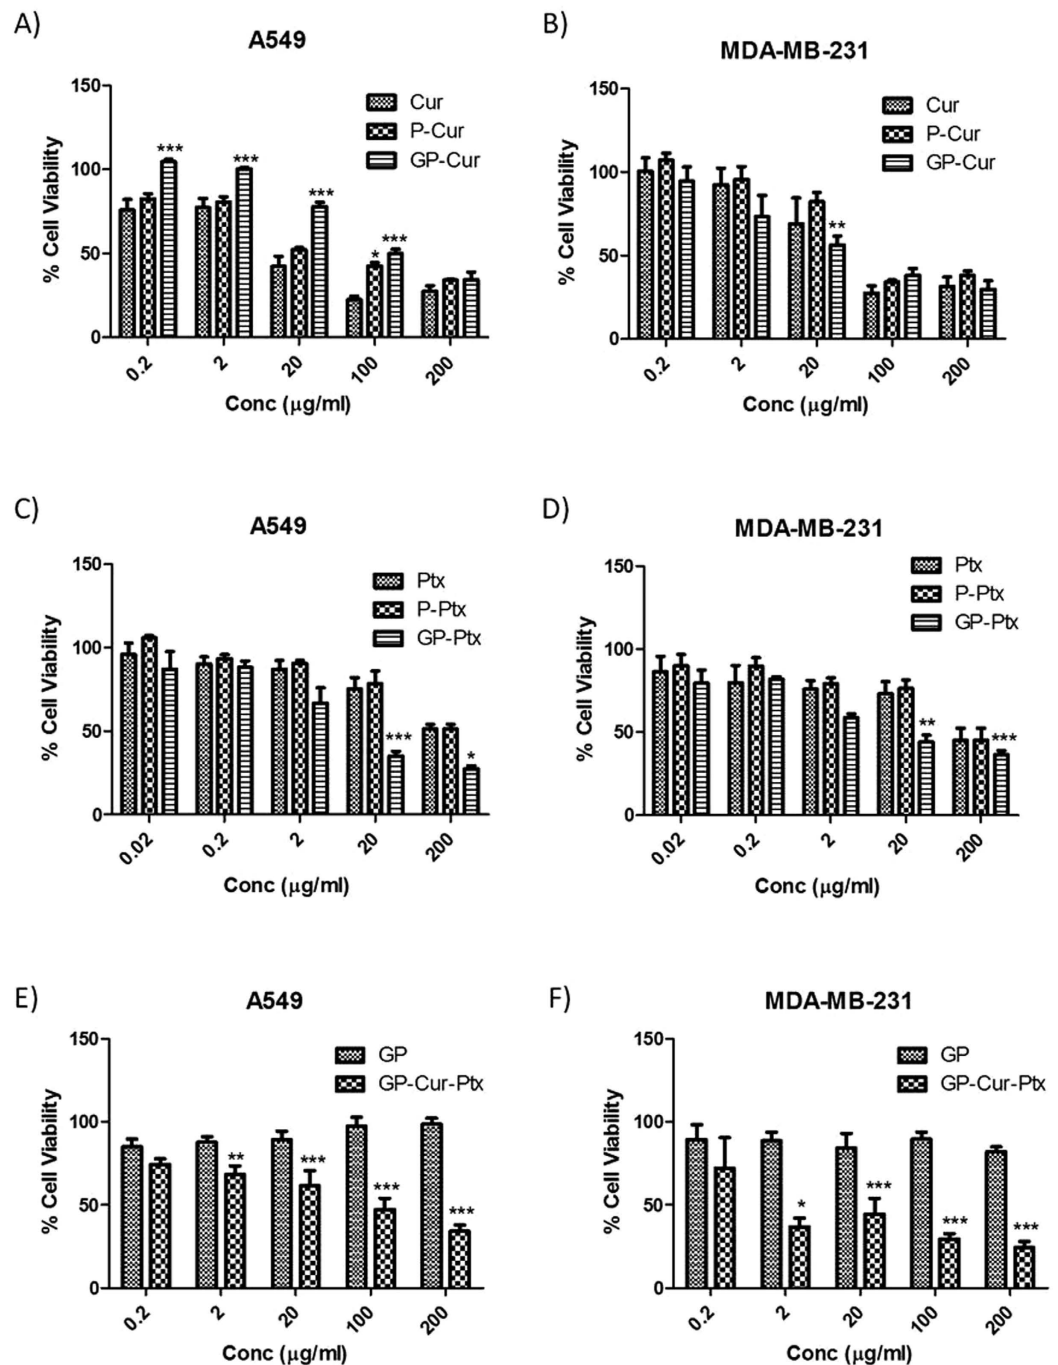 A)
A549
% Cell Viability
150
100
50
0
Cur
P-Cur
GP-Cur
***
***
***
*
***
0.2
2
20
100
200
Conc (μg/ml)
B)
MDA-MB-231
% Cell Viability
150
100
50
0
Cur
P-Cur
GP-Cur
**
0.2
2
20
100
200
Conc (μg/ml)
C)
A549
% Cell Viability
150
100
50
0
Ptx
P-Ptx
GP-Ptx
***
*
0.02
0.2
2
20
200
Conc (μg/ml)
D)
MDA-MB-231
% Cell Viability
150
100
50
0
Ptx
P-Ptx
GP-Ptx
**
***
0.02
0.2
2
20
200
Conc (μg/ml)
E)
A549
% Cell Viability
150
100
50
0
GP
GP-Cur-Ptx
**
***
***
***
0.2
2
20
100
200
Conc (μg/ml)
F)
MDA-MB-231
% Cell Viability
150
100
50
0
GP
GP-Cur-Ptx
*
***
***
***
0.2
2
20
100
200
Conc (μg/ml)